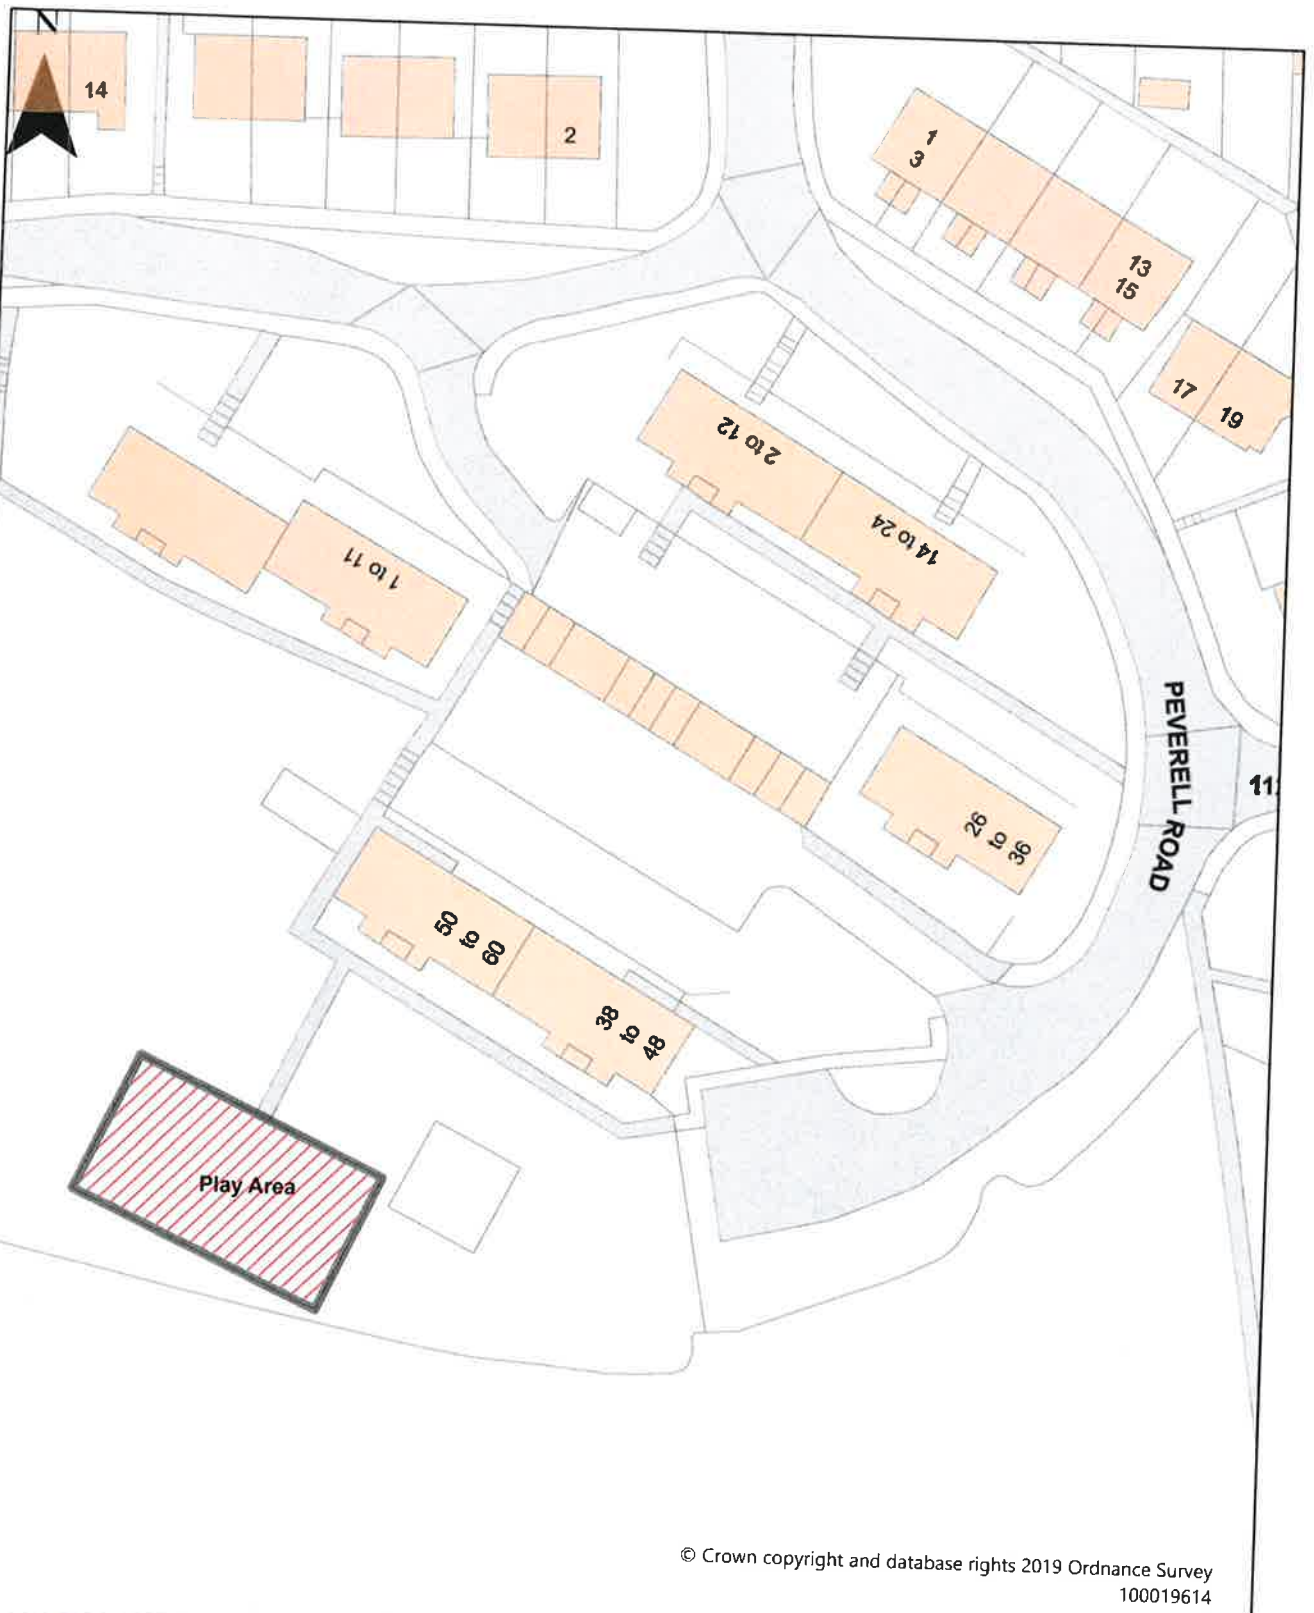 N
14
2
1
3
13
15
17
19
2 to 12
14 to 24
1 to 11
PEVERELL ROAD
26
to
36
50
to
60
38
to
48
Play Area
© Crown copyright and database rights 2019 Ordnance Survey
100019614